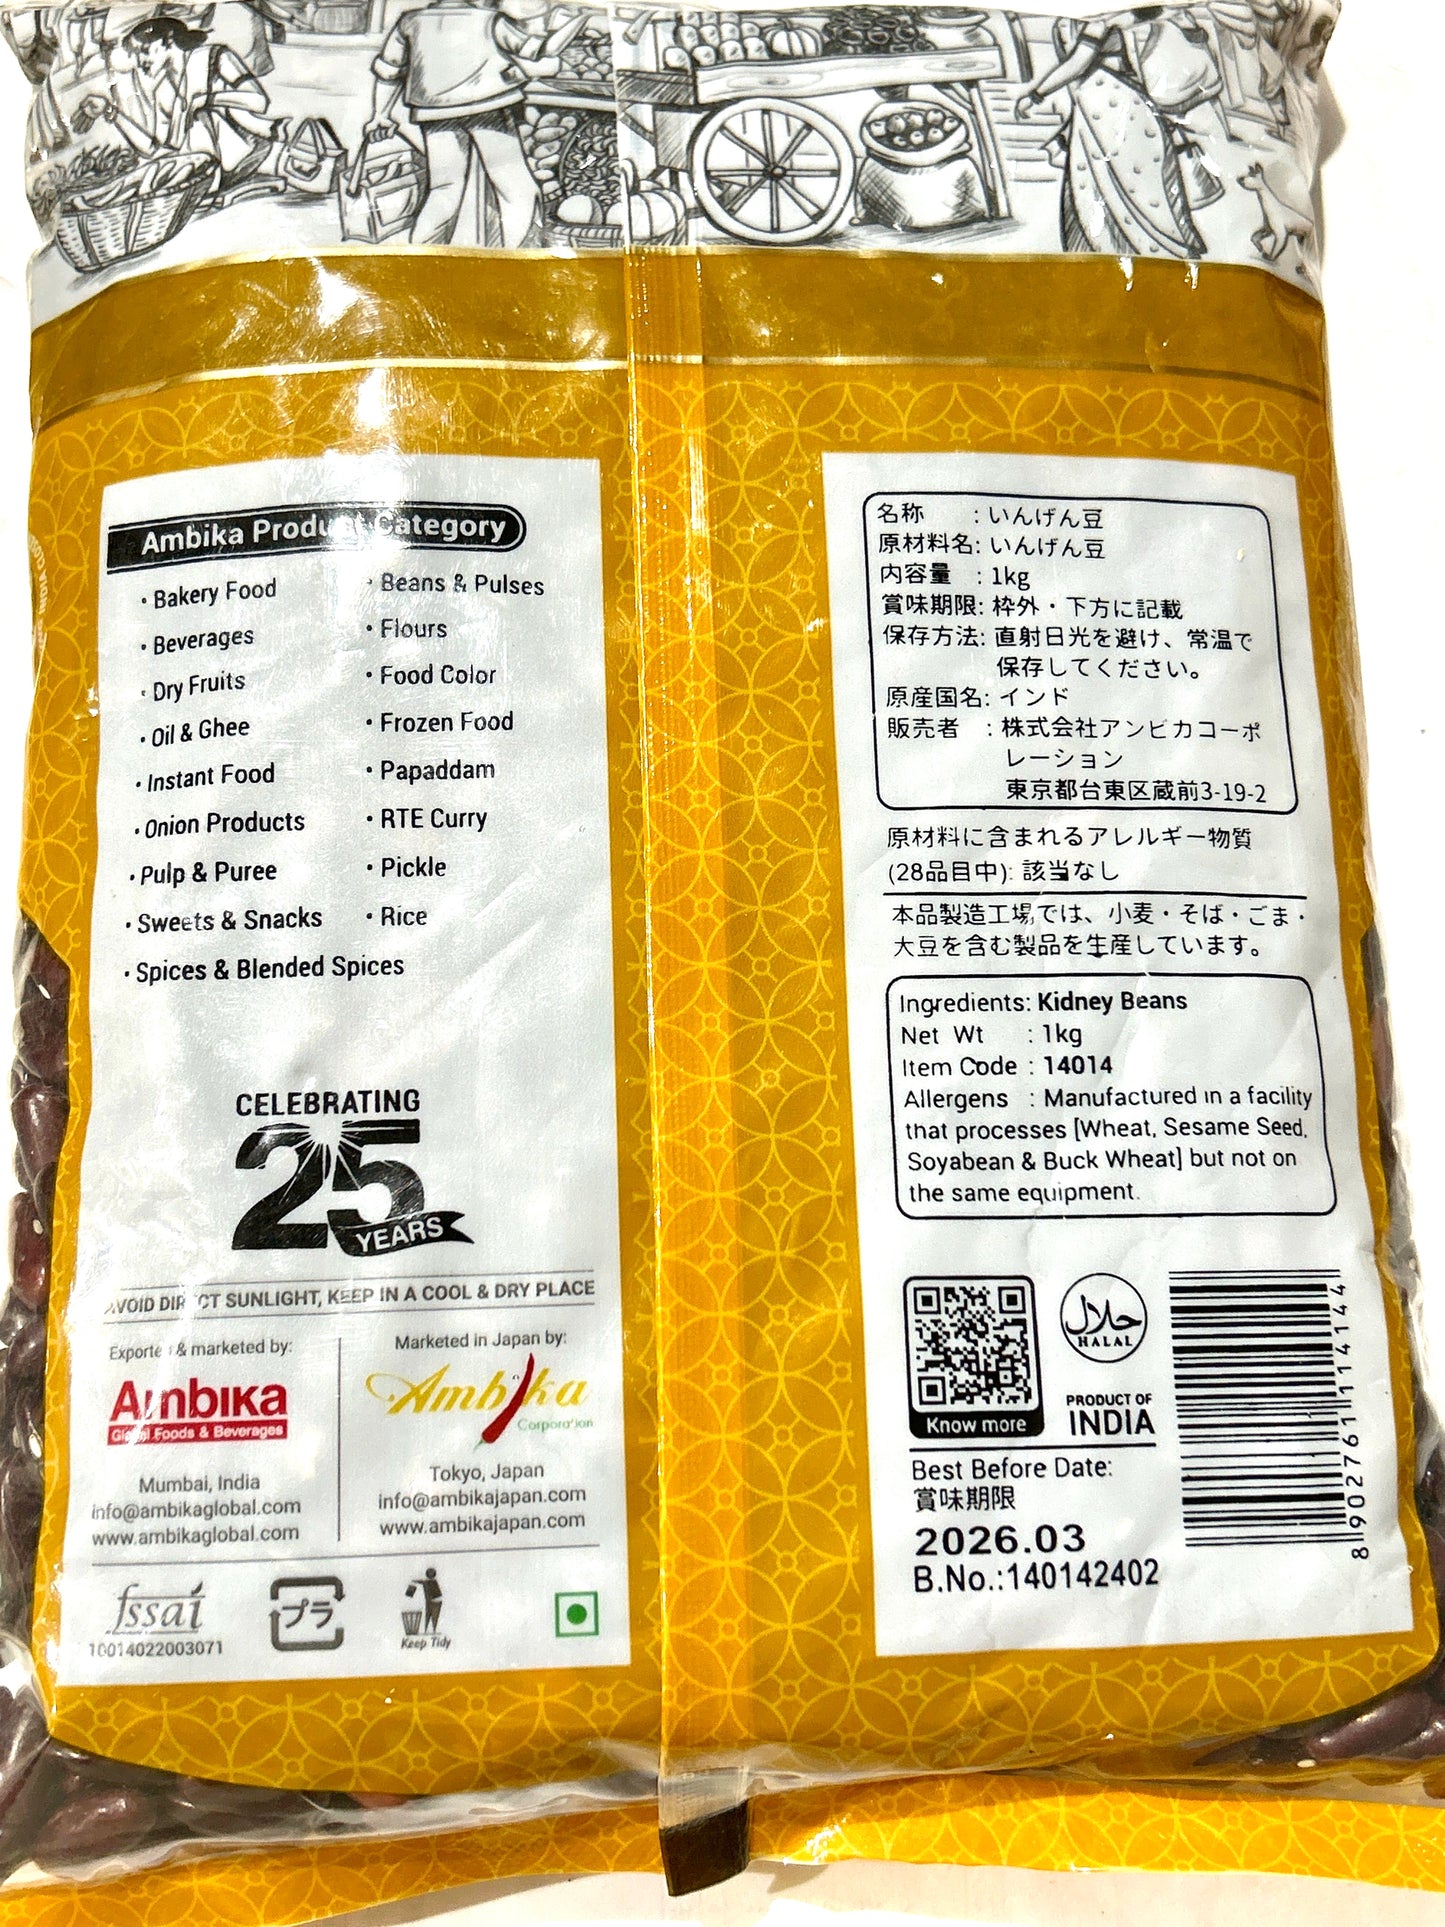 Ambika Product Category
• Bakery Food
• Beverages
• Dry Fruits
• Oil & Ghee
• Instant Food
• Onion Products
• Pulp & Puree
• Sweets & Snacks
• Spices & Blended Spices
• Beans & Pulses
• Flours
• Food Color
• Frozen Food
• Papaddam
• RTE Curry
• Pickle
• Rice
CELEBRATING
25
YEARS
AVOID DIRECT SUNLIGHT, KEEP IN A COOL & DRY PLACE
Exported & marketed by:
Ambika
Global Foods & Beverages
Mumbai, India
info@ambikaglobal.com
www.ambikaglobal.com
Marketed in Japan by:
Ambika
Corporation
Tokyo, Japan
info@ambikajapan.com
www.ambikajapan.com
fssai
10014022003071
プラ
Keep Tidy
名称 : いんげん豆
原材料名: いんげん豆
内容量 : 1kg
賞味期限: 枠外・下方に記載
保存方法: 直射日光を避け、常温で
保存してください。
原産国名: インド
販売者 : 株式会社アンビカコーポ
レーション
東京都台東区蔵前3-19-2
原材料に含まれるアレルギー物質
(28品目中): 該当なし
本品製造工場では、小麦・そば・ごま・
大豆を含む製品を生産しています。
Ingredients: Kidney Beans
Net Wt : 1kg
Item Code : 14014
Allergens : Manufactured in a facility
that processes [Wheat, Sesame Seed,
Soyabean & Buck Wheat] but not on
the same equipment.
Know more
حلال
HALAL
PRODUCT OF
INDIA
8 902761 114144
Best Before Date:
賞味期限
2026.03
B.No.:140142402